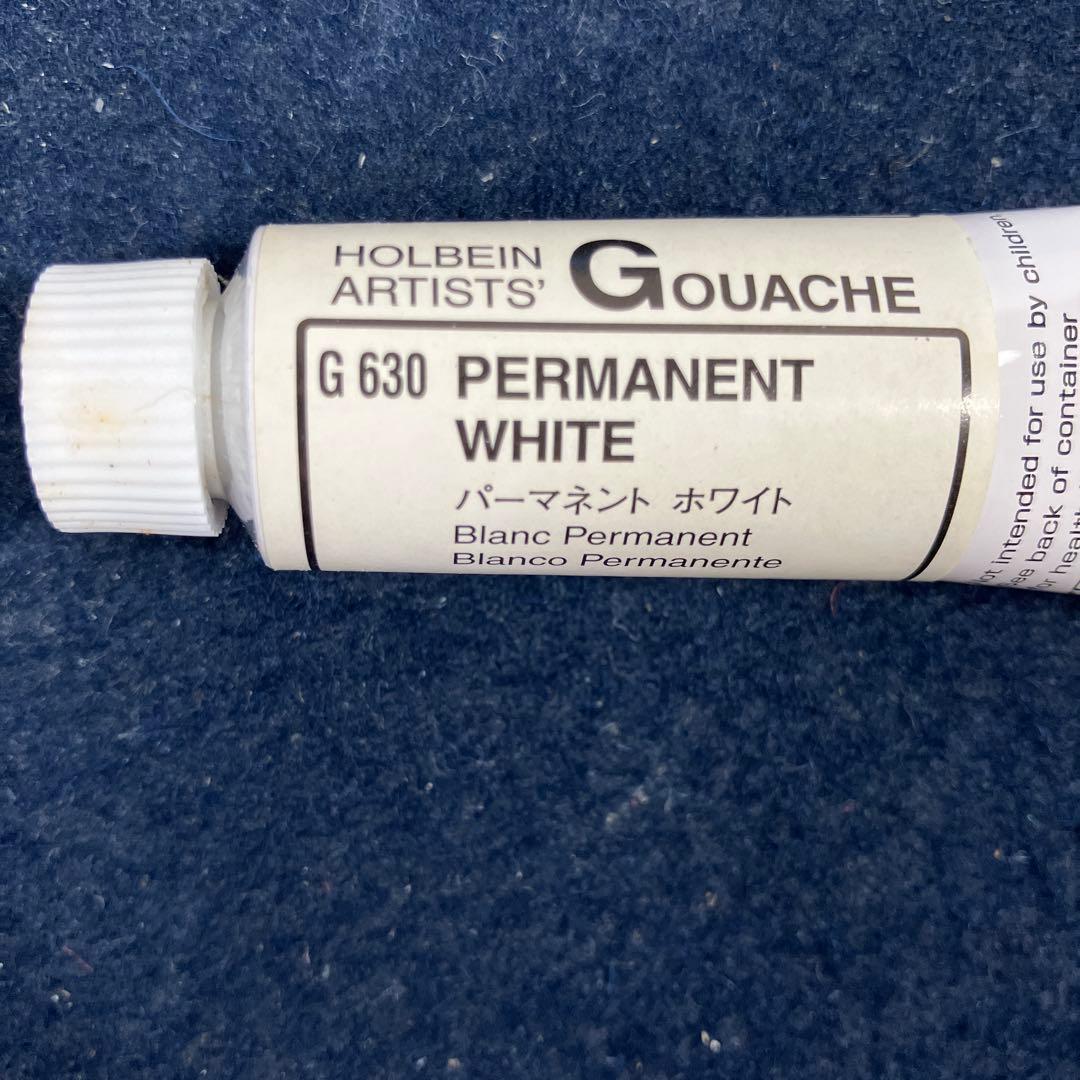 HOLBEIN
ARTISTS'
GOUACHE
G 630 PERMANENT
WHITE
パーマネント ホワイト
Blanc Permanent
Blanco Permanente
intended for use by children
back of container